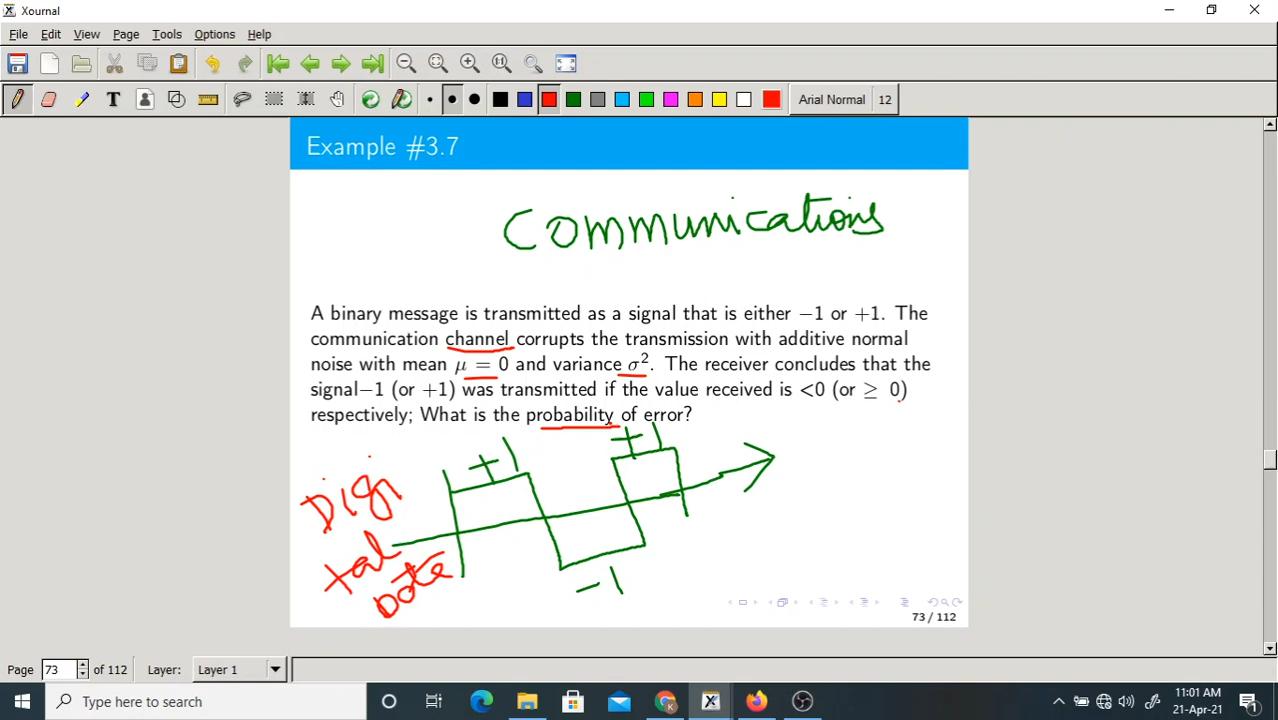 Xournal
File Edit View Page Tools Options Help
Arial Normal 12
Example #3.7
Communications
A binary message is transmitted as a signal that is either −1 or +1. The
communication channel corrupts the transmission with additive normal
noise with mean μ = 0 and variance σ². The receiver concludes that the
signal−1 (or +1) was transmitted if the value received is <0 (or ≥ 0)
respectively; What is the probability of error?
+1
+1
−1
Digi
tal
73 / 112
Page 73 of 112 Layer: Layer 1
Type here to search
11:01 AM
21-Apr-21